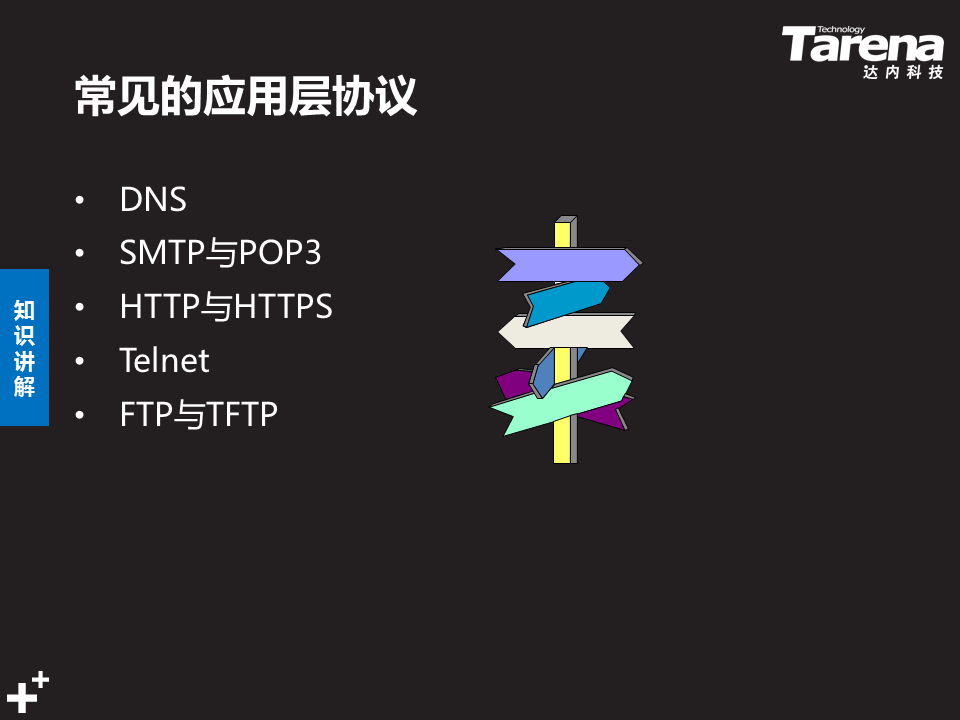 Technology
Tarena
达内科技
常见的应用层协议
• DNS
• SMTP与POP3
• HTTP与HTTPS
• Telnet
• FTP与TFTP
知
识
讲
解